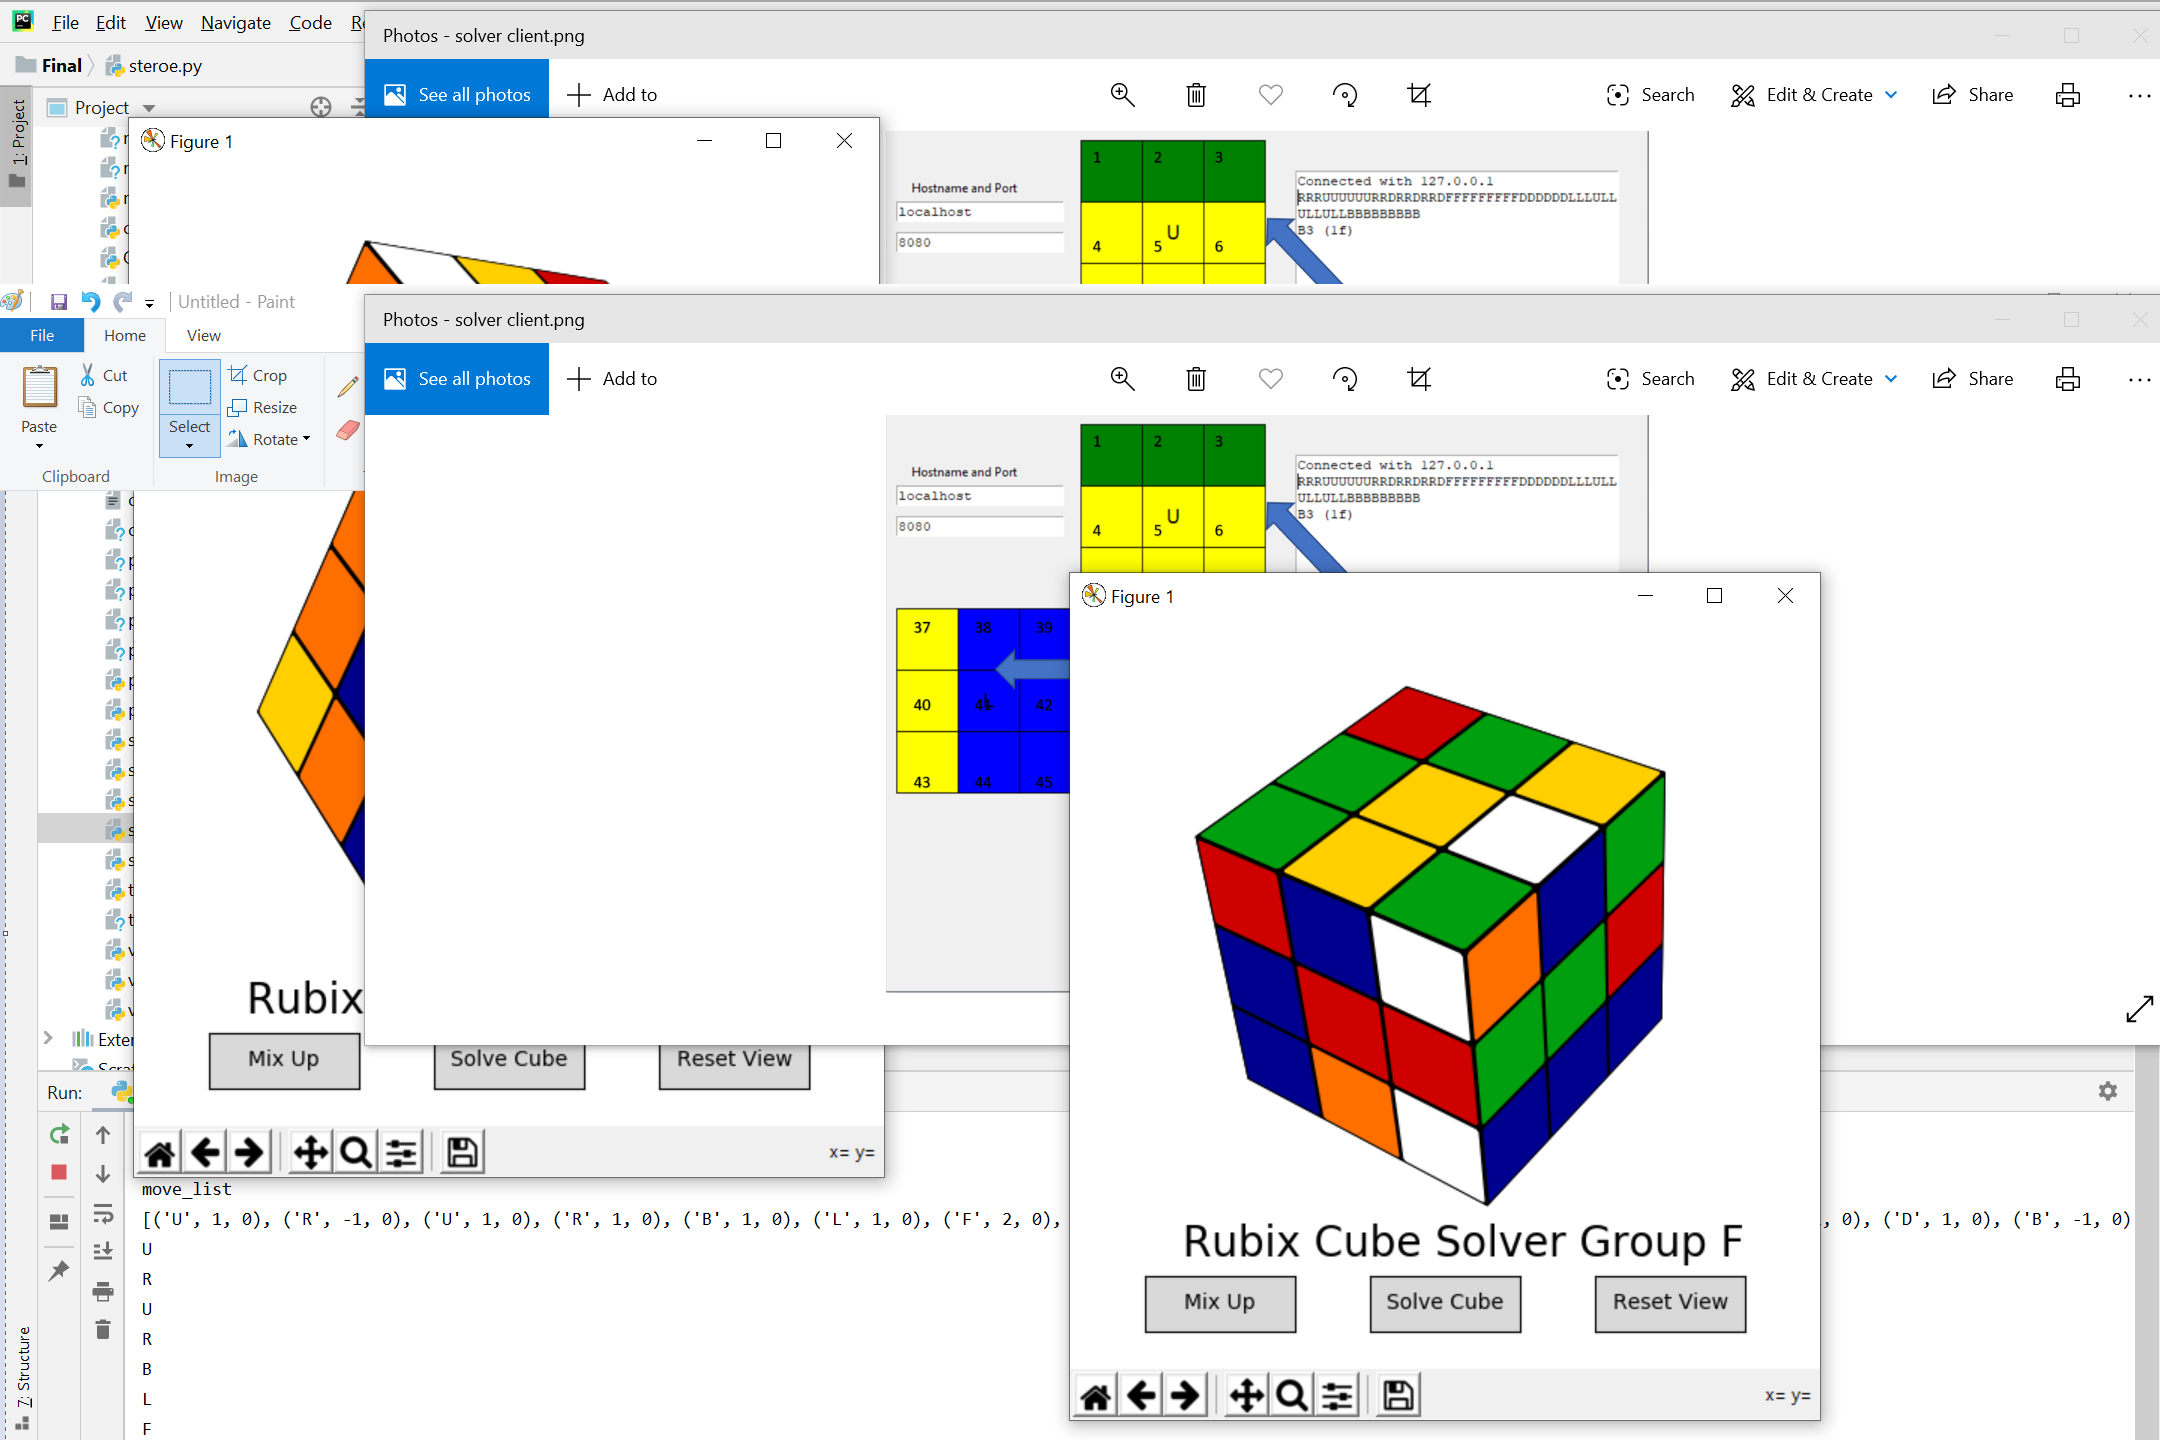 File Edit View Navigate Code
Photos - solver client.png
Final steroe.py
See all photos Add to Search Edit & Create Share
1: Project
Project
Figure 1
Hostname and Port
localhost
8080
1 2 3
4 5 U 6
Connected with 127.0.0.1
RRRUUUUUURRDRRDRRDFFFFFFFFFDDDDDDLLLULL
ULLULLBBBBBBBBB
B3 (1f)
Untitled - Paint
File Home View
Photos - solver client.png
See all photos Add to Search Edit & Create Share
Paste
Cut
Copy
Clipboard
Select
Crop
Resize
Rotate
Image
Hostname and Port
localhost
8080
1 2 3
4 5 U 6
Connected with 127.0.0.1
RRRUUUUUURRDRRDRRDFFFFFFFFFDDDDDDLLLULL
ULLULLBBBBBBBBB
B3 (1f)
37 38 39
40 42
43 44 45
Figure 1
Rubix
Mix Up Solve Cube Reset View
x= y=
Run:
move_list
[('U', 1, 0), ('R', -1, 0), ('U', 1, 0), ('R', 1, 0), ('B', 1, 0), ('L', 1, 0), ('F', 2, 0), , 0), ('D', 1, 0), ('B', -1, 0)
U
R
U
R
B
L
F
7: Structure
Rubix Cube Solver Group F
Mix Up Solve Cube Reset View
x= y=